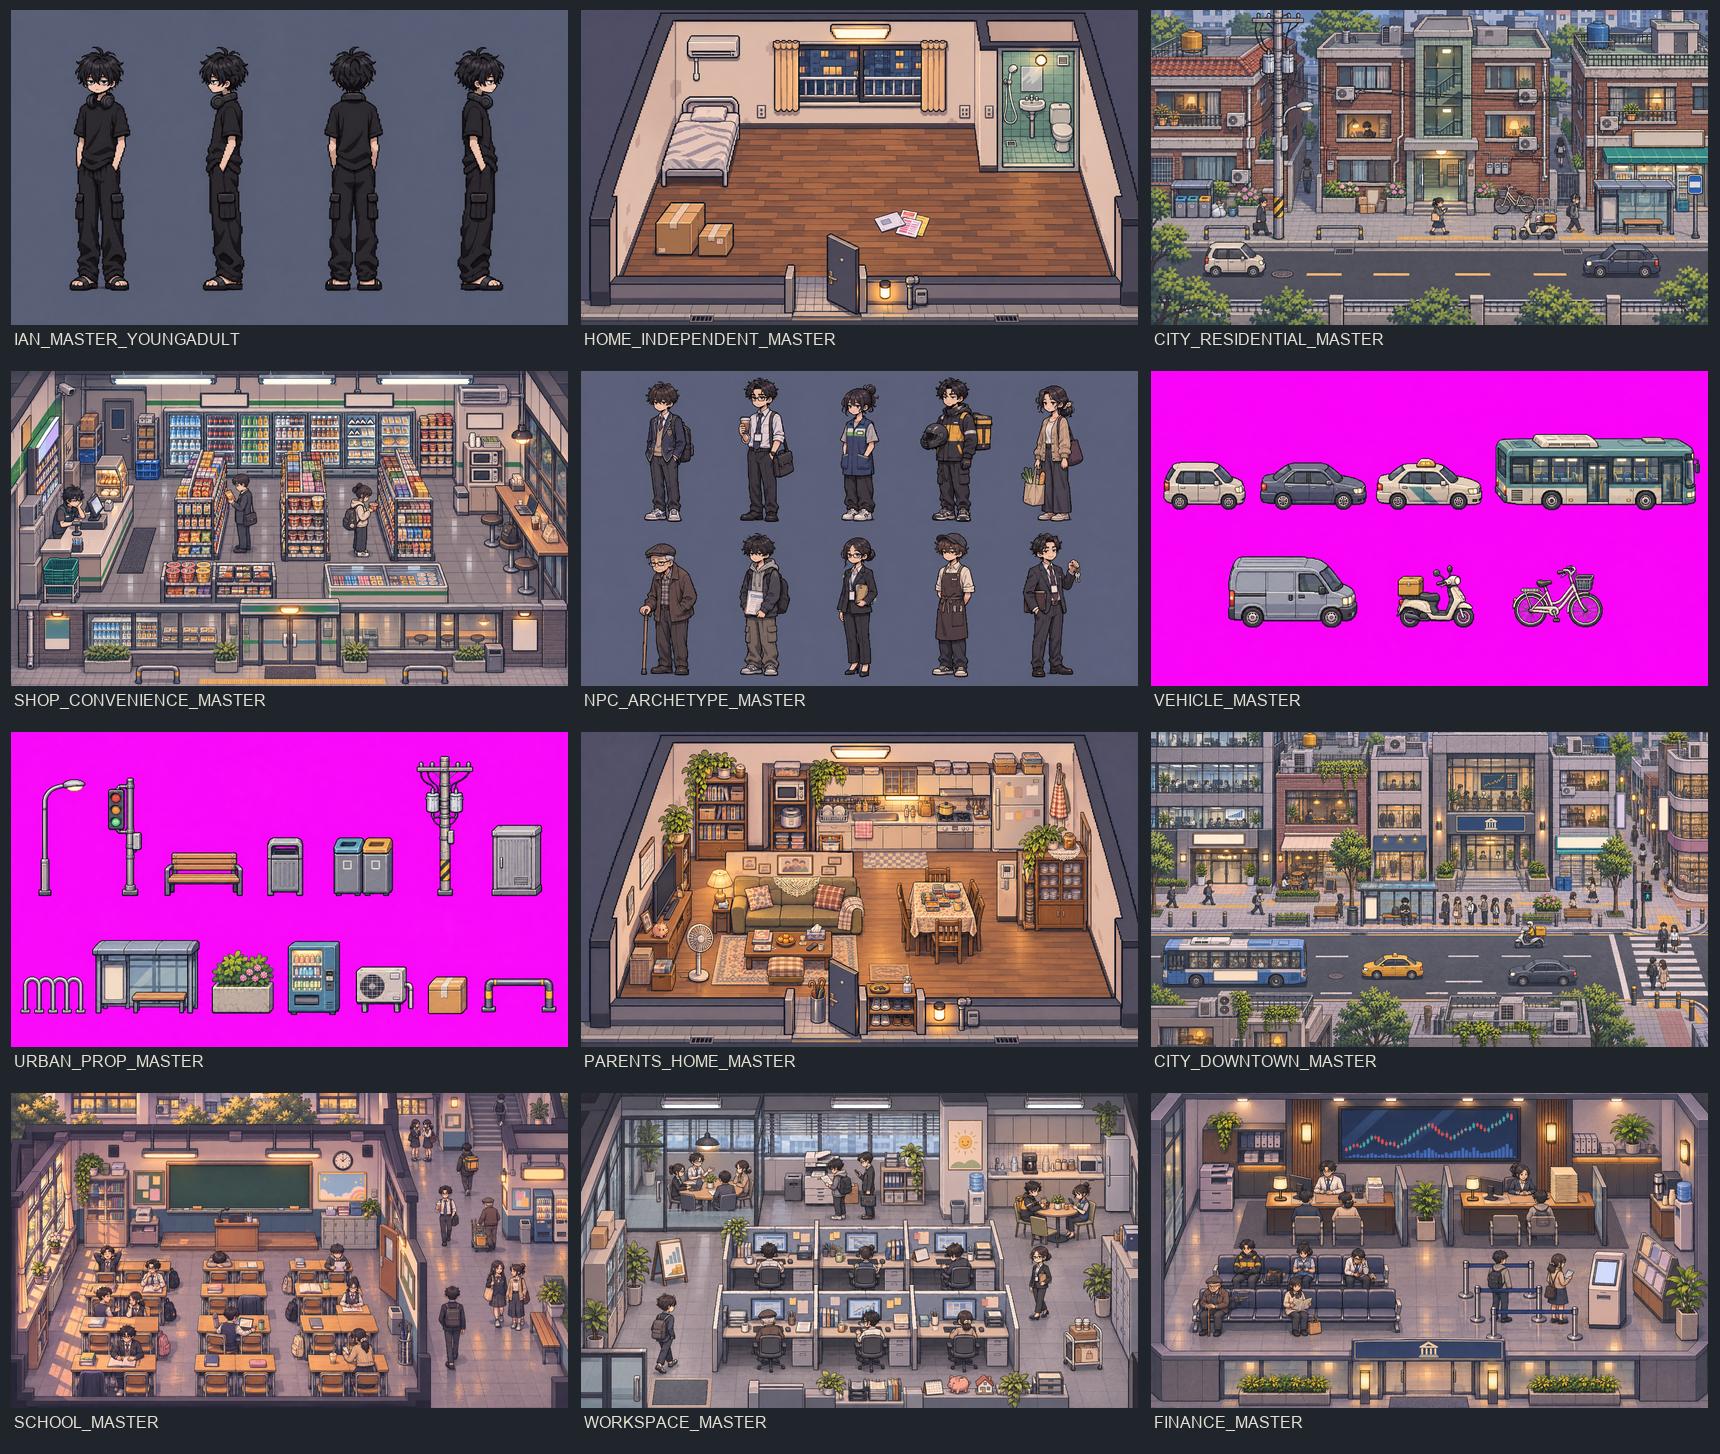 IAN_MASTER_YOUNGADULT
HOME_INDEPENDENT_MASTER
CITY_RESIDENTIAL_MASTER
SHOP_CONVENIENCE_MASTER
NPC_ARCHETYPE_MASTER
VEHICLE_MASTER
URBAN_PROP_MASTER
PARENTS_HOME_MASTER
CITY_DOWNTOWN_MASTER
SCHOOL_MASTER
WORKSPACE_MASTER
FINANCE_MASTER